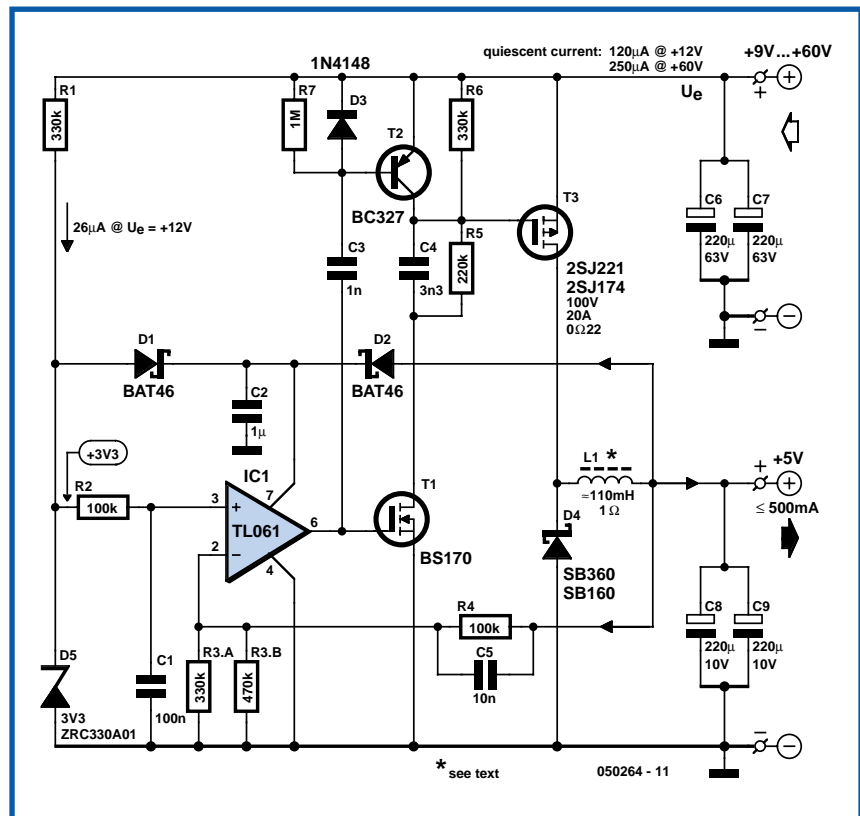 1N4148
quiescent current: 120µA @ +12V
250µA @ +60V
+9V...+60V
R1
330k
R7
1M
D3
T2
BC327
R6
330k
Ue
+
+
T3
2SJ221
2SJ174
100V
20A
0Ω22
C6
220µ
63V
C7
220µ
63V
26µA @ Ue = +12V
C3
1n
C4
3n3
R5
220k
−
−
D1
BAT46
D2
BAT46
C2
1µ
+3V3
R2
100k
IC1
TL061
3
+
2
−
7
6
4
T1
BS170
L1 *
≈110mH
1 Ω
+5V
+
+
≤ 500mA
D4
SB360
SB160
R4
100k
C5
10n
C8
220µ
10V
C9
220µ
10V
D5
3V3
ZRC330A01
C1
100n
R3.A
330k
R3.B
470k
−
−
* see text
050264 - 11